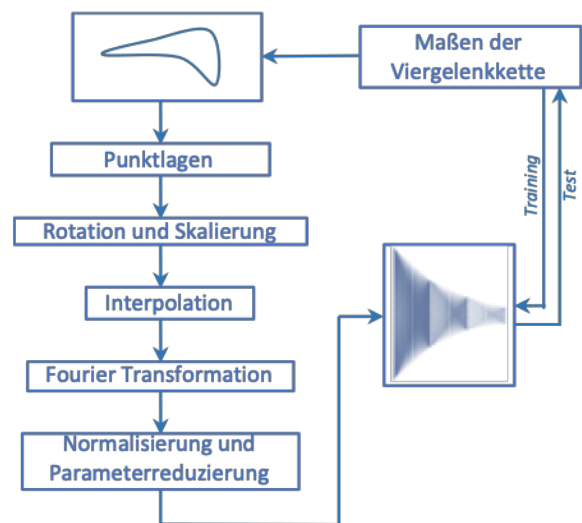 Maßen der
Viergelenkkette
Punktlagen
Rotation und Skalierung
Interpolation
Fourier Transformation
Normalisierung und
Parameterreduzierung
Training
Test